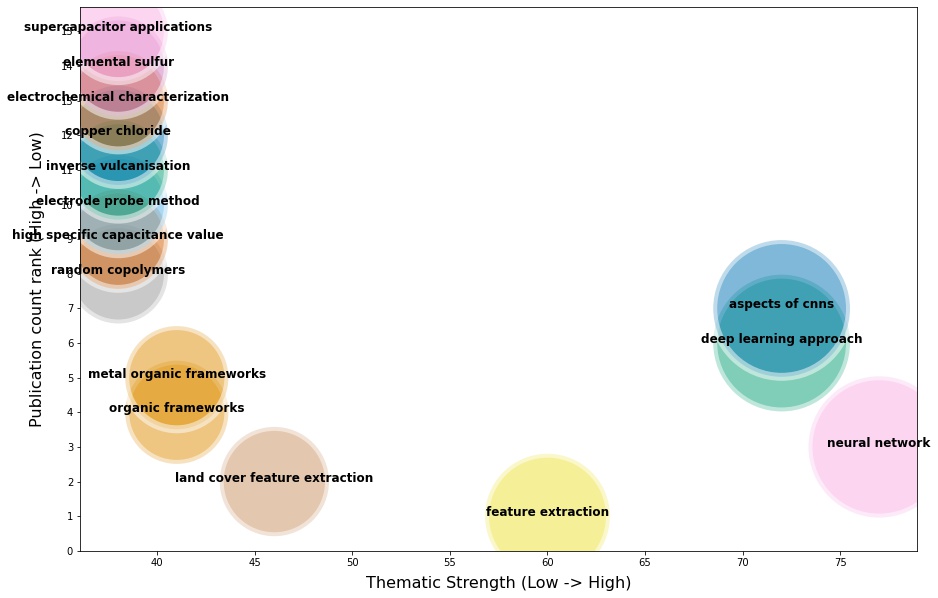 supercapacitor applications
15
elemental sulfur
14
electrochemical characterization
13
copper chloride
12
inverse vulcanisation
11
electrode probe method
10
high specific capacitance value
9
random copolymers
8
aspects of cnns
7
deep learning approach
6
metal organic frameworks
5
organic frameworks
4
neural network
3
land cover feature extraction
2
feature extraction
1
0
Publication count rank (High -> Low)
40 45 50 55 60 65 70 75
Thematic Strength (Low -> High)